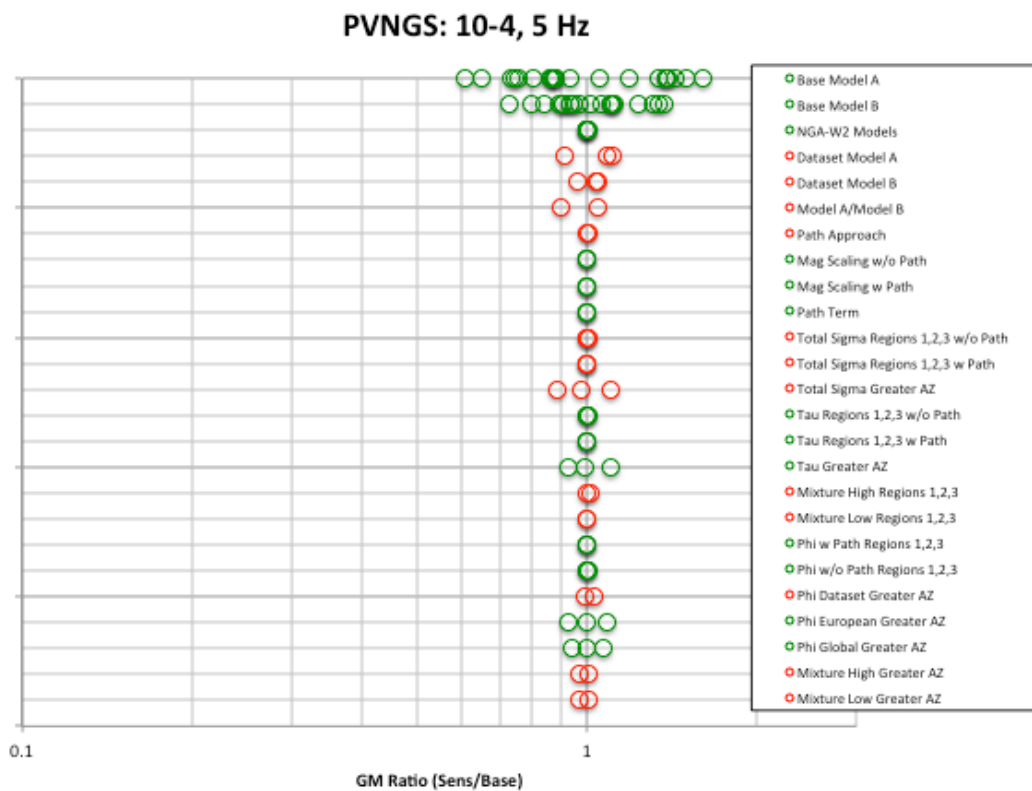 PVNGS: 10-4, 5 Hz
Base Model A
Base Model B
NGA-W2 Models
Dataset Model A
Dataset Model B
Model A/Model B
Path Approach
Mag Scaling w/o Path
Mag Scaling w Path
Path Term
Total Sigma Regions 1,2,3 w/o Path
Total Sigma Regions 1,2,3 w Path
Total Sigma Greater AZ
Tau Regions 1,2,3 w/o Path
Tau Regions 1,2,3 w Path
Tau Greater AZ
Mixture High Regions 1,2,3
Mixture Low Regions 1,2,3
Phi w Path Regions 1,2,3
Phi w/o Path Regions 1,2,3
Phi Dataset Greater AZ
Phi European Greater AZ
Phi Global Greater AZ
Mixture High Greater AZ
Mixture Low Greater AZ
0.1 1
GM Ratio (Sens/Base)